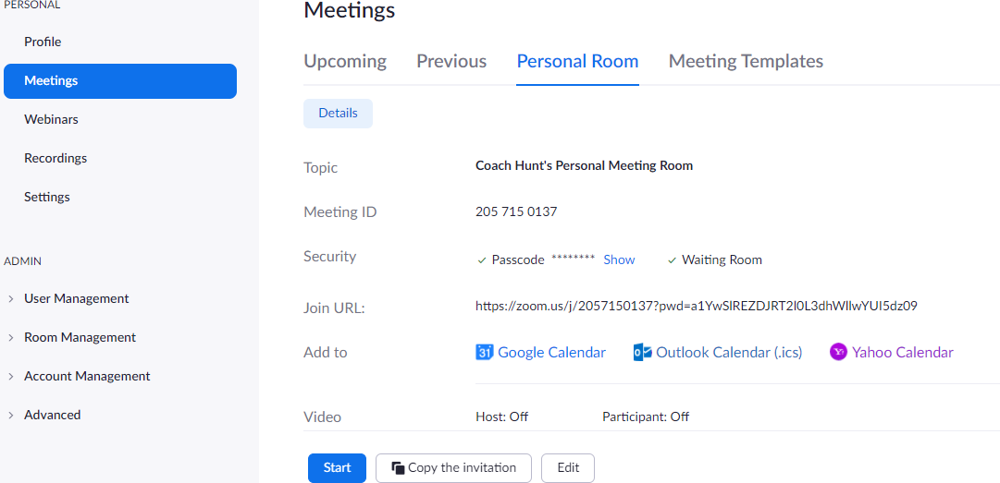 PERSONAL
Profile
Meetings
Webinars
Recordings
Settings
ADMIN
User Management
Room Management
Account Management
Advanced
Meetings
Upcoming Previous Personal Room Meeting Templates
Details
Topic Coach Hunt's Personal Meeting Room
Meeting ID 205 715 0137
Security Passcode ******** Show Waiting Room
Join URL: https://zoom.us/j/2057150137?pwd=a1YwSlREZDJRT2l0L3dhWllwYUI5dz09
Add to 31 Google Calendar Outlook Calendar (.ics) Yahoo Calendar
Video Host: Off Participant: Off
Start Copy the invitation Edit